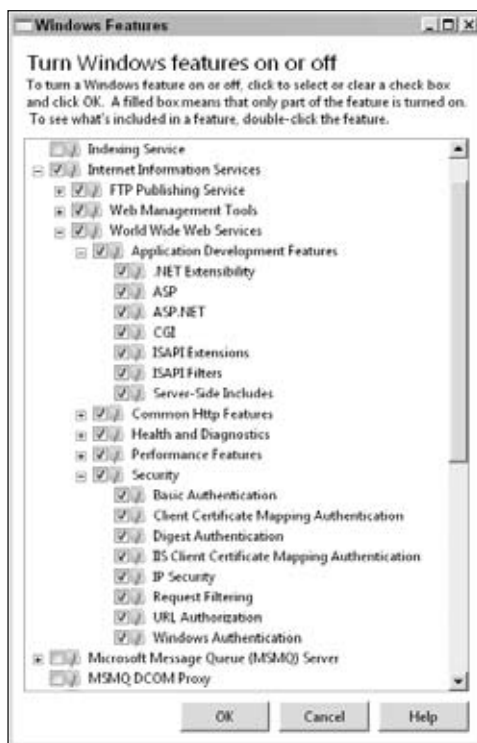 Windows Features
Turn Windows features on or off
To turn a Windows feature on or off, click to select or clear a check box
and click OK. A filled box means that only part of the feature is turned on.
To see what's included in a feature, double-click the feature.
Indexing Service
Internet Information Services
FTP Publishing Service
Web Management Tools
World Wide Web Services
Application Development Features
.NET Extensibility
ASP
ASP.NET
CGI
ISAPI Extensions
ISAPI Filters
Server-Side Includes
Common Http Features
Health and Diagnostics
Performance Features
Security
Basic Authentication
Client Certificate Mapping Authentication
Digest Authentication
IIS Client Certificate Mapping Authentication
IP Security
Request Filtering
URL Authorization
Windows Authentication
Microsoft Message Queue (MSMQ) Server
MSMQ DCOM Proxy
OK Cancel Help